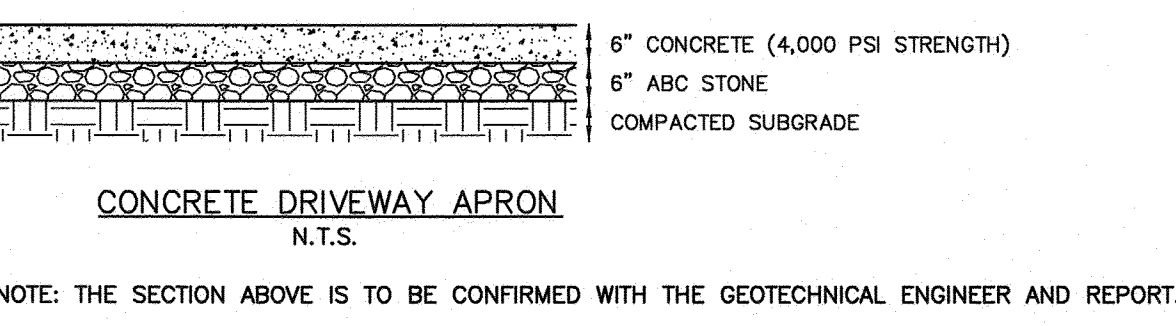 6" CONCRETE (4,000 PSI STRENGTH)
6" ABC STONE
COMPACTED SUBGRADE
CONCRETE DRIVEWAY APRON
N.T.S.
NOTE: THE SECTION ABOVE IS TO BE CONFIRMED WITH THE GEOTECHNICAL ENGINEER AND REPORT.